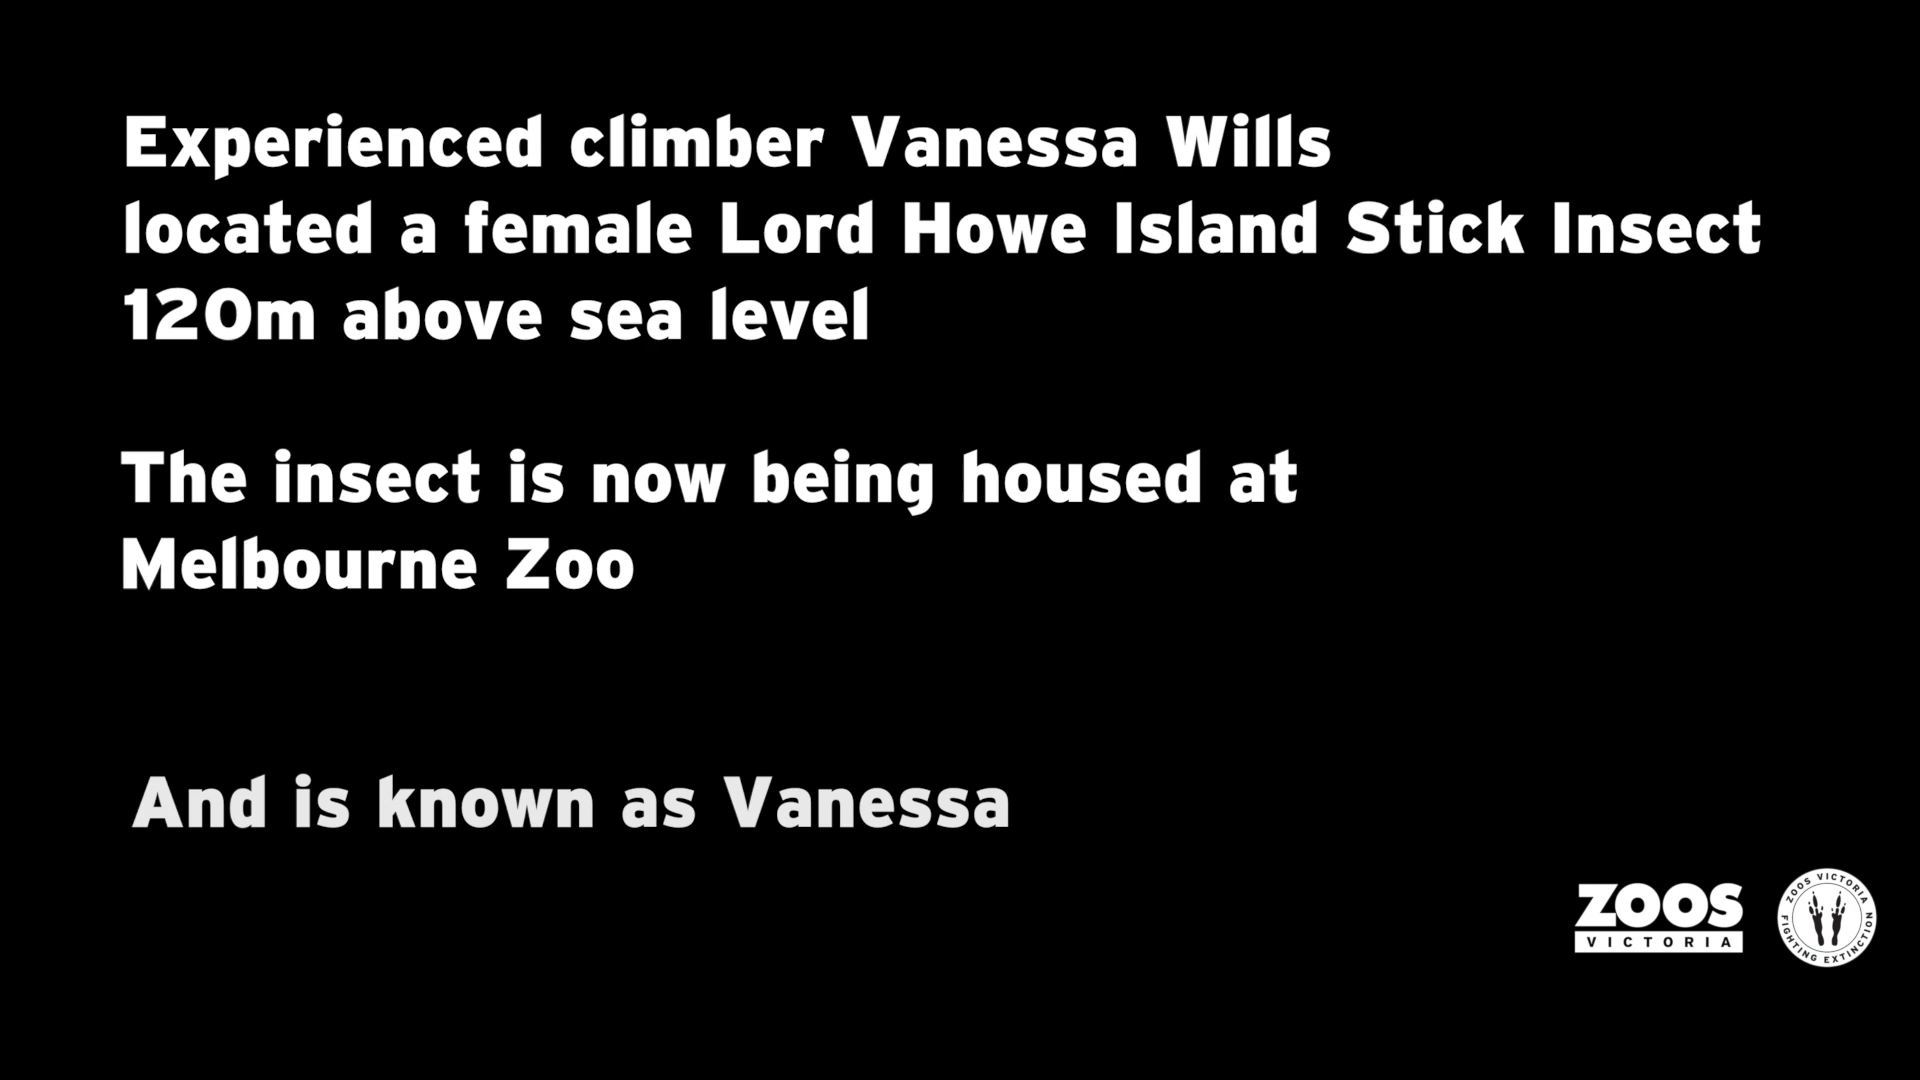 Experienced climber Vanessa Wills
located a female Lord Howe Island Stick Insect
120m above sea level
The insect is now being housed at
Melbourne Zoo
And is known as Vanessa
ZOOS
VICTORIA
ZOOS VICTORIA
FIGHTING EXTINCTION